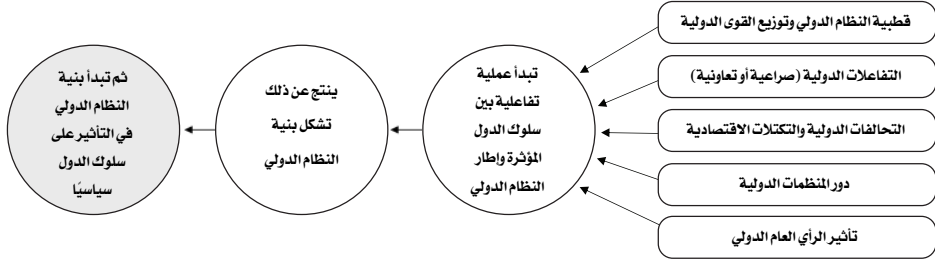 قطبية النظام الدولي وتوزيع القوى الدولية
التفاعلات الدولية (صراعية أو تعاونية)
التحالفات الدولية والتكتلات الاقتصادية
دور المنظمات الدولية
تأثير الرأي العام الدولي
تبدأ عملية
تفاعلية بين
سلوك الدول
المؤثرة وإطار
النظام الدولي
ينتج عن ذلك
تشكل بنية
النظام الدولي
ثم تبدأ بنية
النظام الدولي
في التأثير على
سلوك الدول
سياسيًا